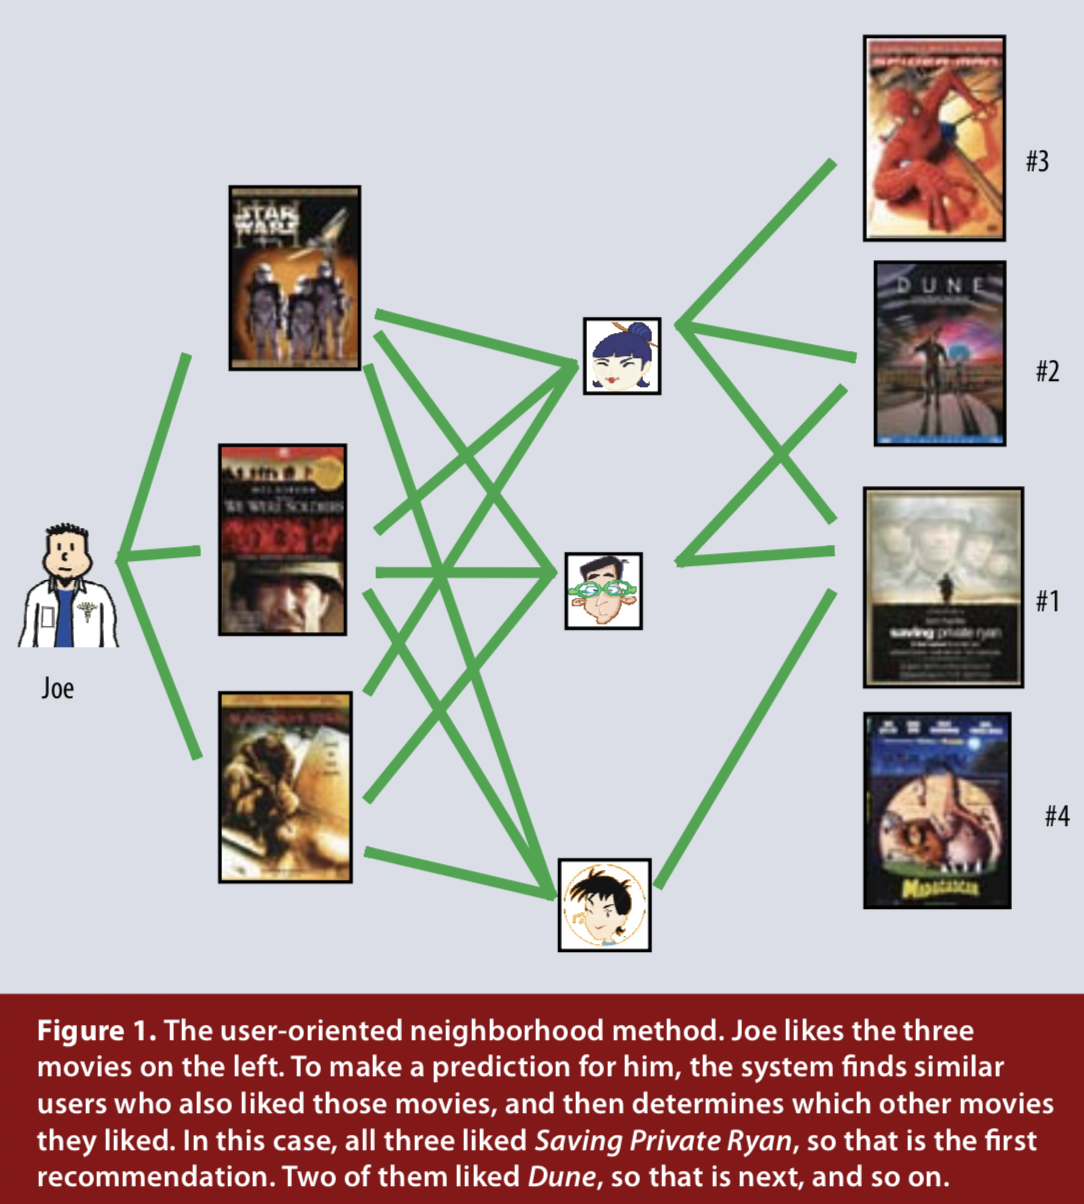 #3
STAR
WARS
DUNE
#2
WE WERE SOLDIERS
#1
saving private ryan
Joe
#4
MADAGASCAR
Figure 1. The user-oriented neighborhood method. Joe likes the three
movies on the left. To make a prediction for him, the system finds similar
users who also liked those movies, and then determines which other movies
they liked. In this case, all three liked Saving Private Ryan, so that is the first
recommendation. Two of them liked Dune, so that is next, and so on.